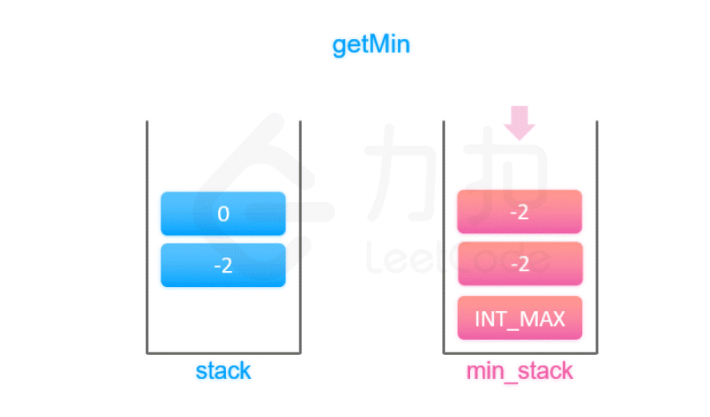 getMin
力扣
LeetCode
0
-2
-2
-2
INT_MAX
stack
min_stack